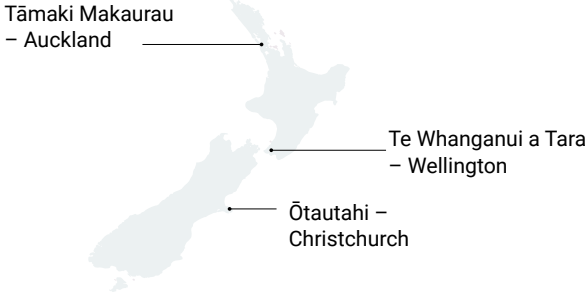 Tāmaki Makaurau
– Auckland
Te Whanganui a Tara
– Wellington
Ōtautahi –
Christchurch